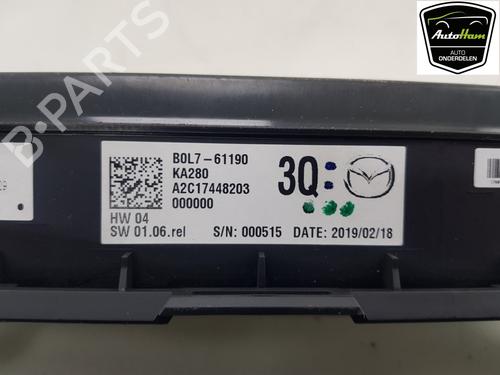 AutoHam
AUTO
ONDERDELEN
B-PARTS
B0L7-61190
KA280
A2C17448203
000000
3Q:
HW 04
SW 01.06.rel
S/N: 000515
DATE: 2019/02/18